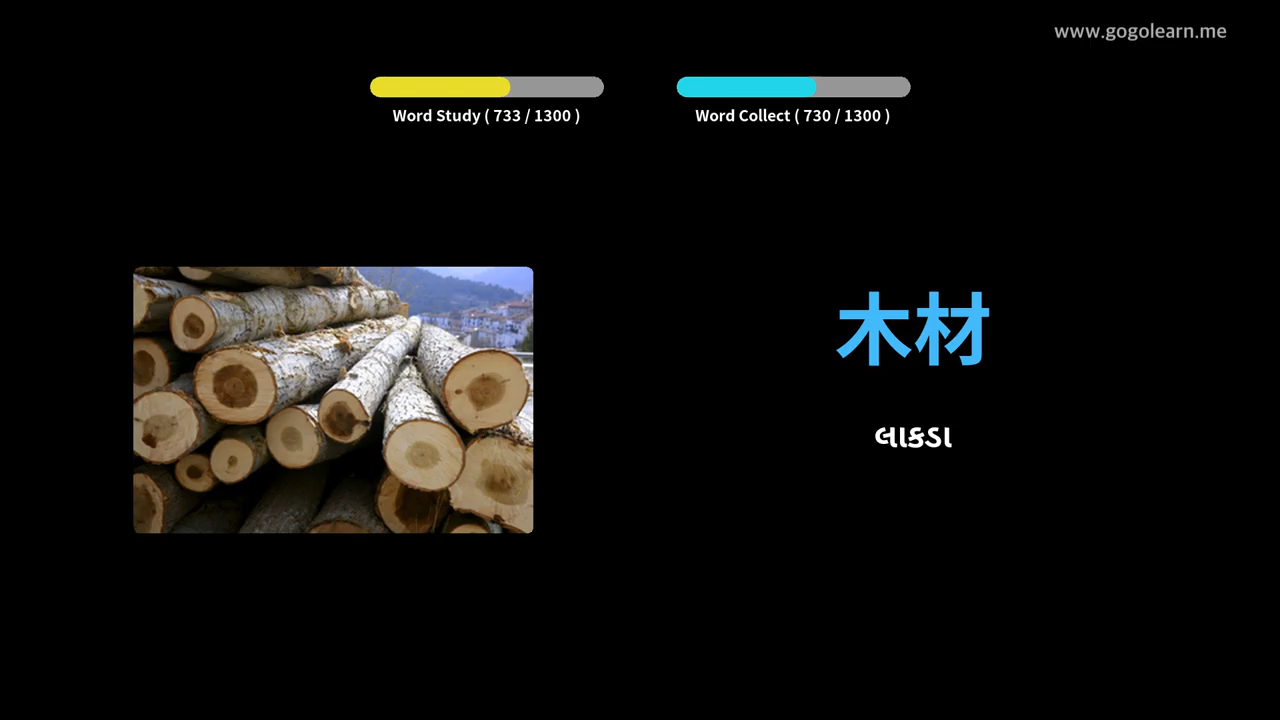 www.gogolearn.me
Word Study ( 733 / 1300 )
Word Collect ( 730 / 1300 )
木材
લાકડા